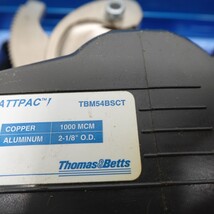 ATTPAC™! TBM54BSCT
COPPER 1000 MCM
ALUMINUM 2-1/8" O.D.
Thomas&Betts